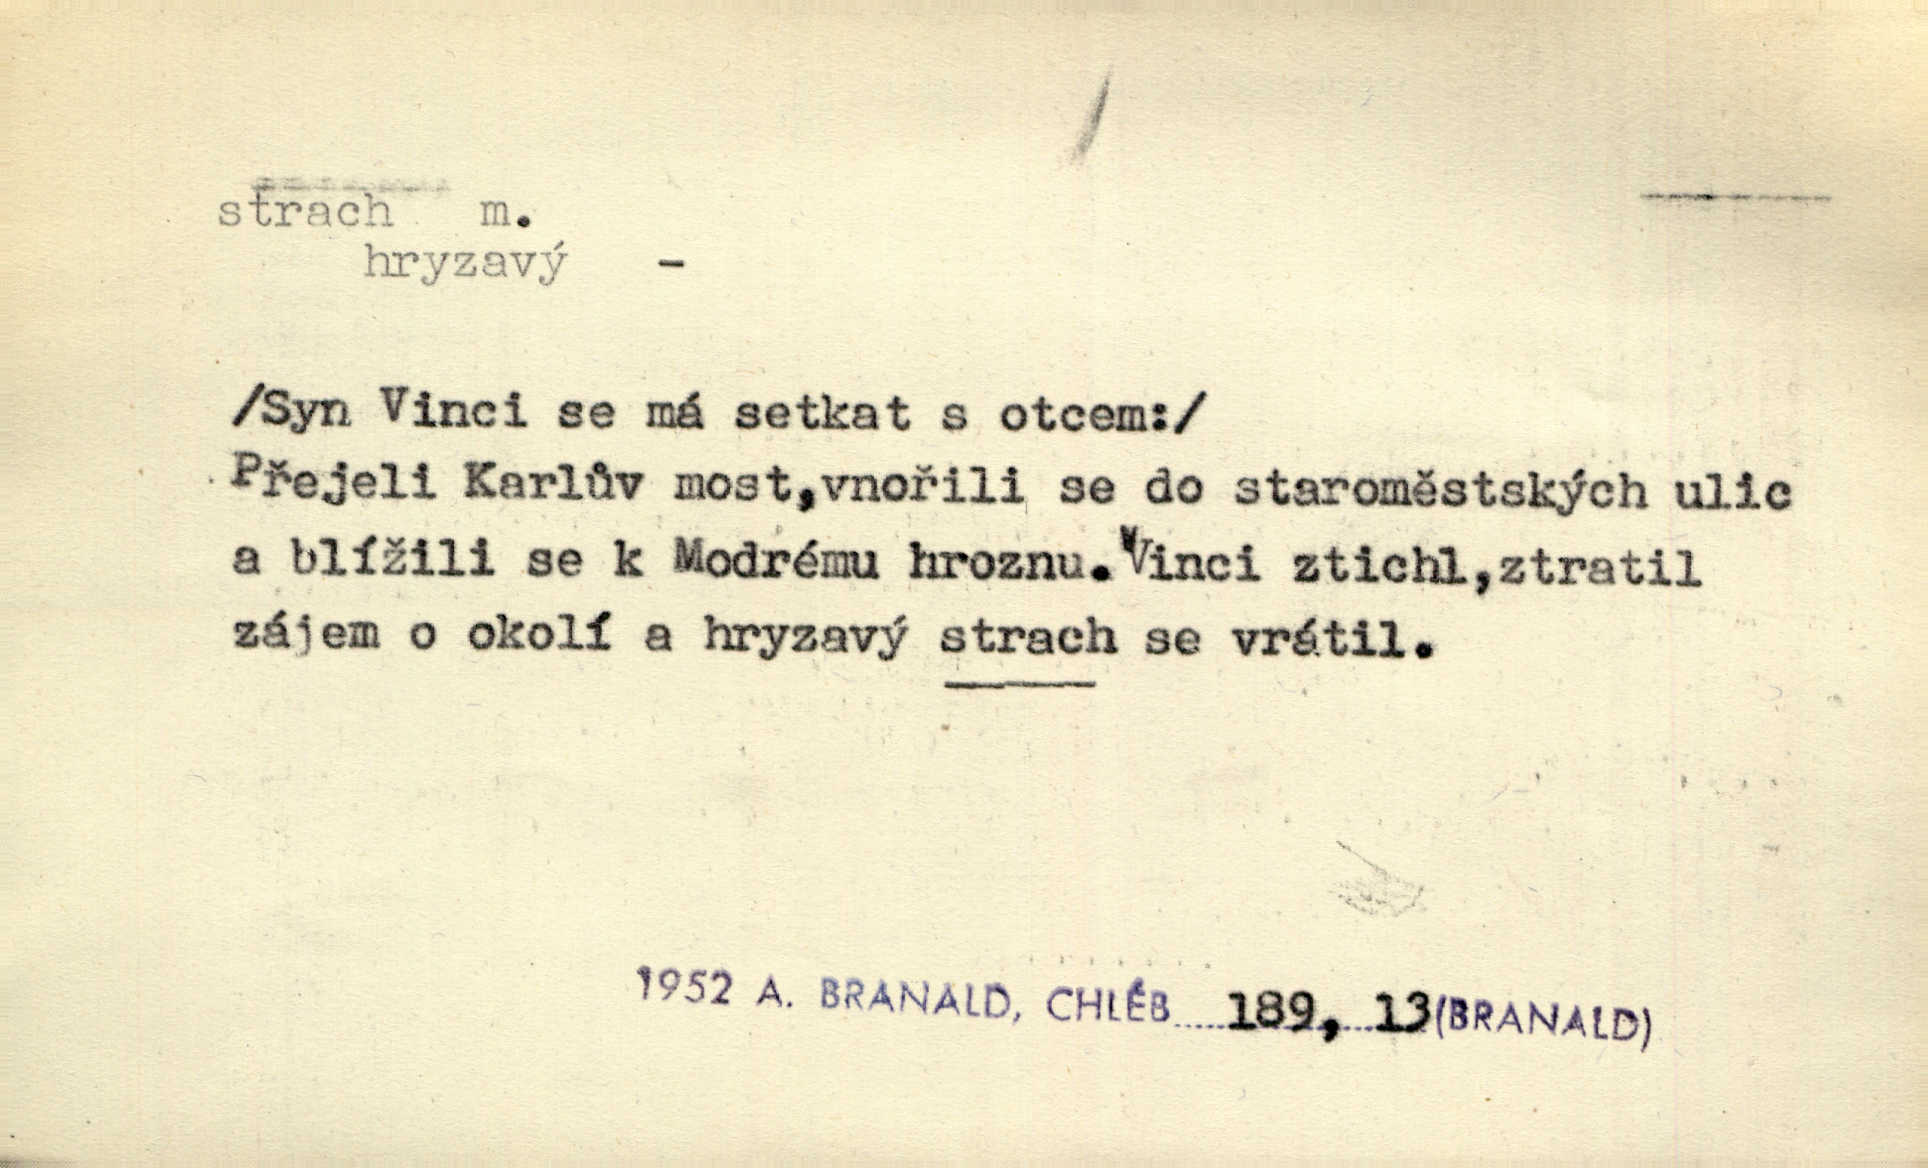 strach m.
hryzavý -
/Syn Vinci se má setkat s otcem:/
Přejeli Karlův most,vnořili se do staroměstských ulic
a blížili se k Modrému hroznu. Vinci ztichl,ztratil
zájem o okolí a hryzavý strach se vrátil.
1952 A. BRANALD, CHLÉB 189, 13(BRANALD)